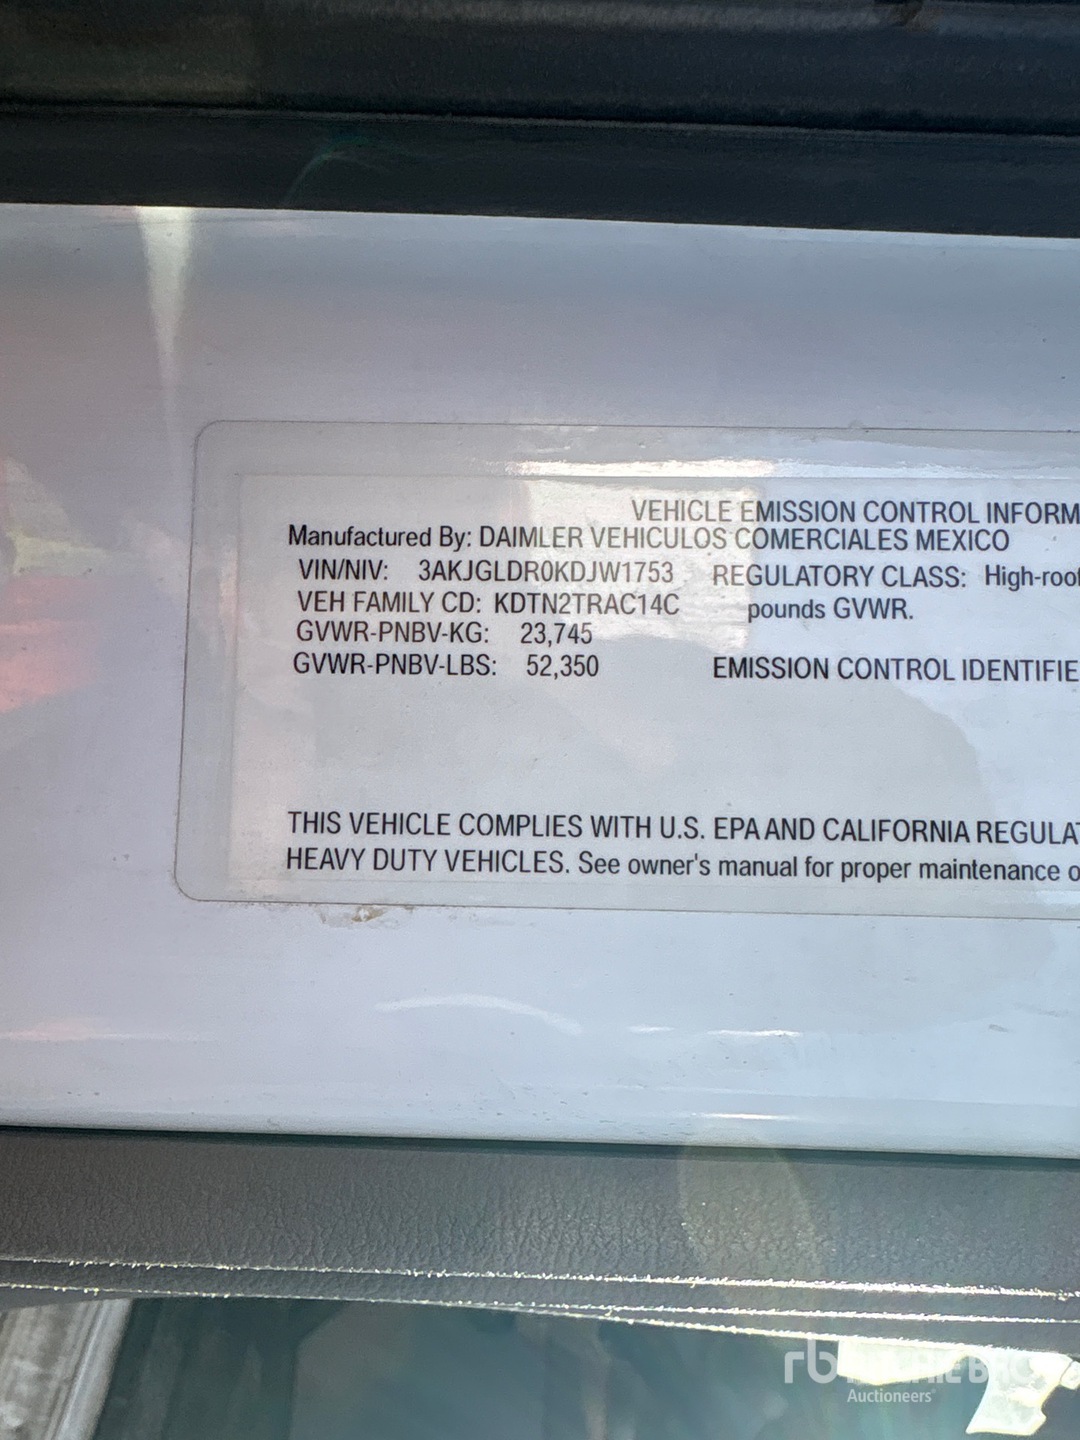 VEHICLE EMISSION CONTROL INFORM
Manufactured By: DAIMLER VEHICULOS COMERCIALES MEXICO
VIN/NIV: 3AKJGLDR0KDJW1753 REGULATORY CLASS: High-roof
VEH FAMILY CD: KDTN2TRAC14C pounds GVWR.
GVWR-PNBV-KG: 23,745
GVWR-PNBV-LBS: 52,350 EMISSION CONTROL IDENTIFIE
THIS VEHICLE COMPLIES WITH U.S. EPA AND CALIFORNIA REGULAT
HEAVY DUTY VEHICLES. See owner's manual for proper maintenance o
rb RITCHIE BROS
Auctioneers